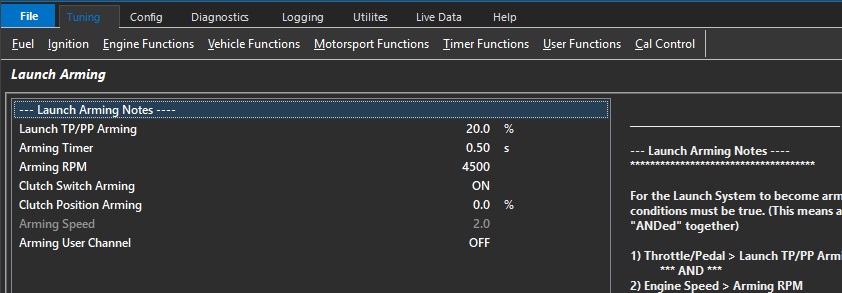 File Tuning Config Diagnostics Logging Utilites Live Data Help
Fuel Ignition Engine Functions Vehicle Functions Motorsport Functions Timer Functions User Functions Cal Control
Launch Arming
--- Launch Arming Notes ----
Launch TP/PP Arming 20.0 %
Arming Timer 0.50 s
Arming RPM 4500
Clutch Switch Arming ON
Clutch Position Arming 0.0 %
Arming Speed 2.0
Arming User Channel OFF
--- Launch Arming Notes ----
*************************************
For the Launch System to become arm
conditions must be true. (This means a
"ANDed" together)
1) Throttle/Pedal > Launch TP/PP Armi
*** AND ***
2) Engine Speed > Arming RPM